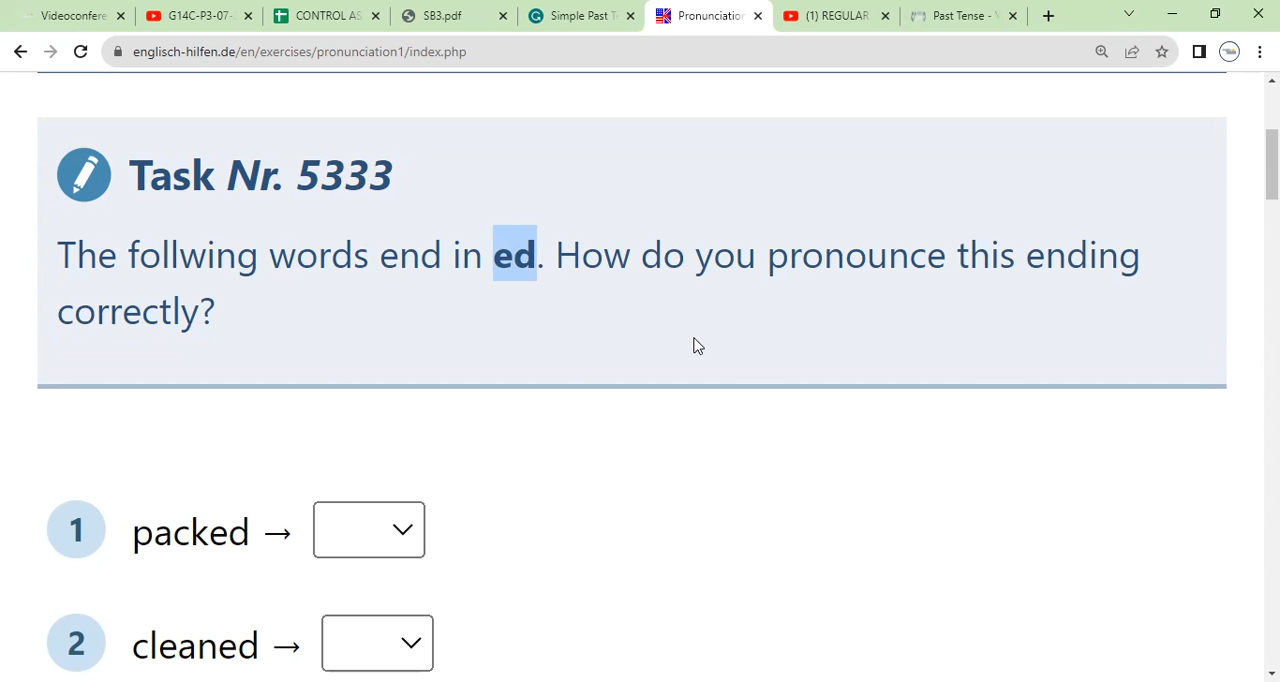 Videoconfere
G14C-P3-07-
CONTROL AS
SB3.pdf
Simple Past T
Pronunciation
(1) REGULAR
Past Tense -
englisch-hilfen.de/en/exercises/pronunciation1/index.php
Task Nr. 5333
The follwing words end in ed. How do you pronounce this ending
correctly?
1 packed →
2 cleaned →